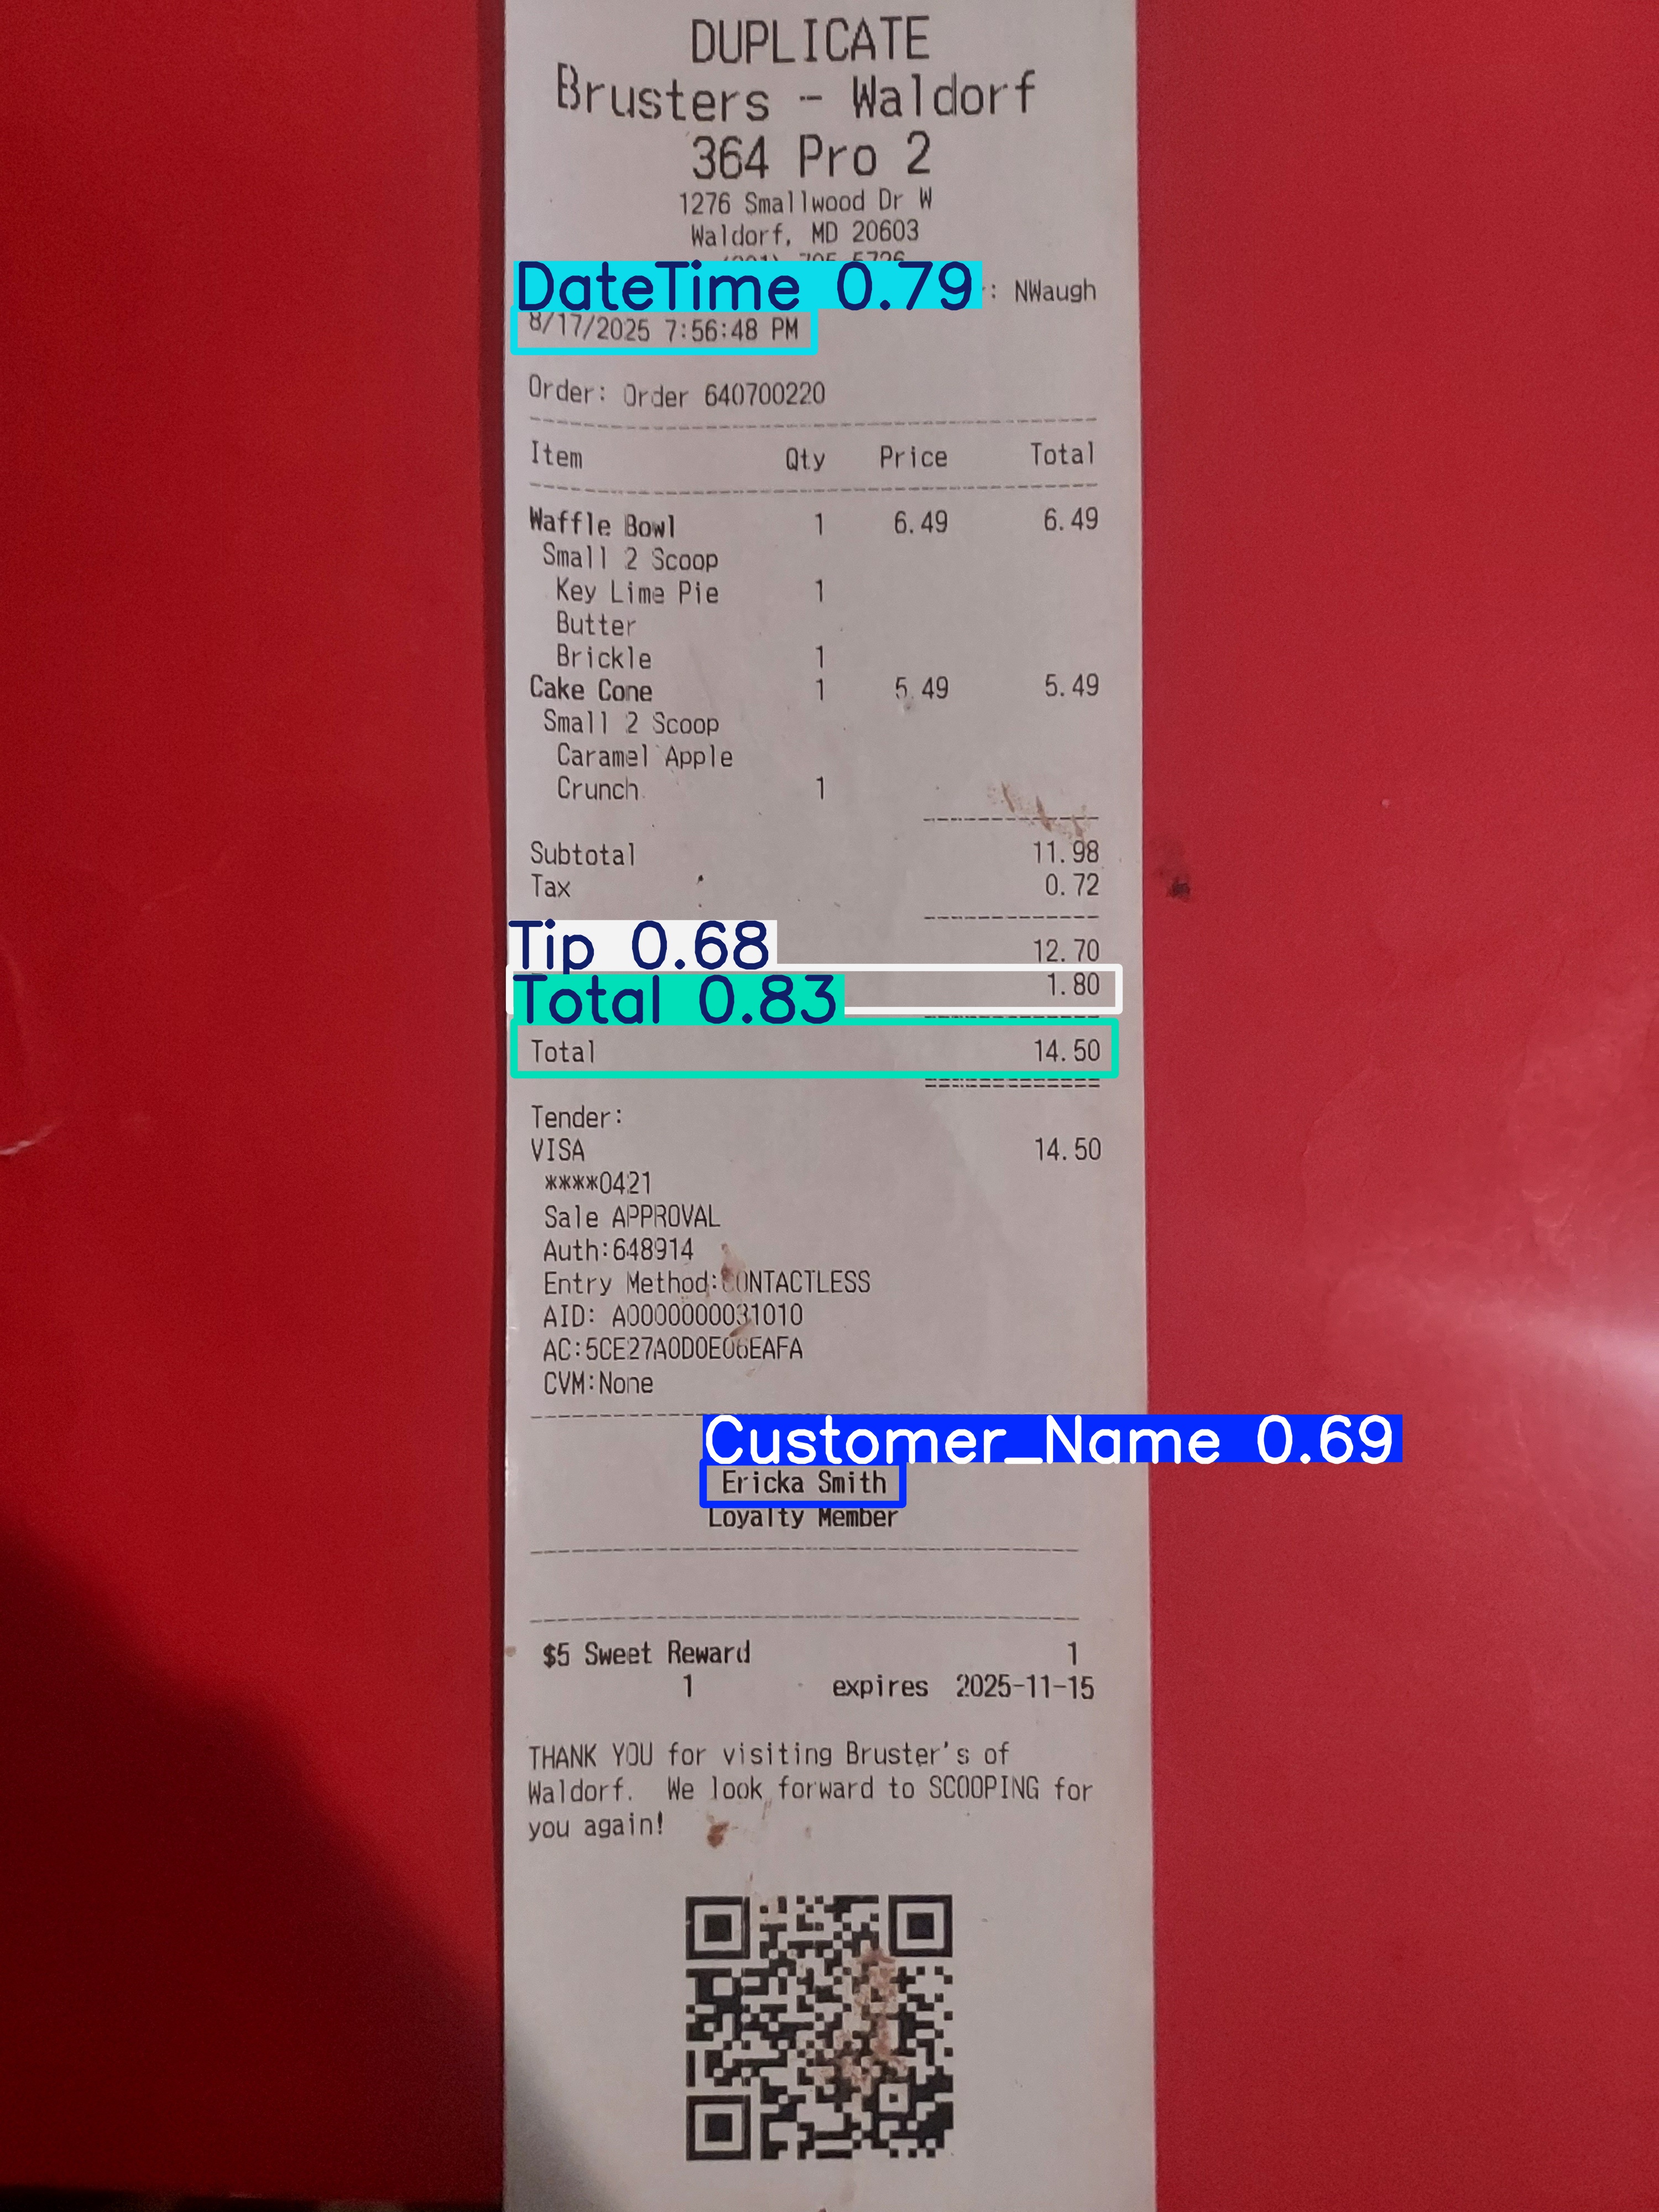 DUPLICATE
Brusters - Waldorf
364 Pro 2
1276 Smallwood Dr W
Waldorf, MD 20603
DateTime 0.79
: NWaugh
8/17/2025 7:56:48 PM
Order: Order 640700220
Item Qty Price Total
Waffle Bowl 1 6.49 6.49
Small 2 Scoop
Key Lime Pie 1
Butter
Brickle 1
Cake Cone 1 5.49 5.49
Small 2 Scoop
Caramel Apple
Crunch 1
Subtotal 11.98
Tax 0.72
Tip 0.68 12.70
Total 0.83 1.80
Total 14.50
Tender:
VISA 14.50
****0421
Sale APPROVAL
Auth:648914
Entry Method:CONTACTLESS
AID: A0000000031010
AC:5CE27A0D0E06EAFA
CVM:None
Customer_Name 0.69
Ericka Smith
Loyalty Member
$5 Sweet Reward 1
1 expires 2025-11-15
THANK YOU for visiting Bruster's of
Waldorf. We look forward to SCOOPING for
you again!